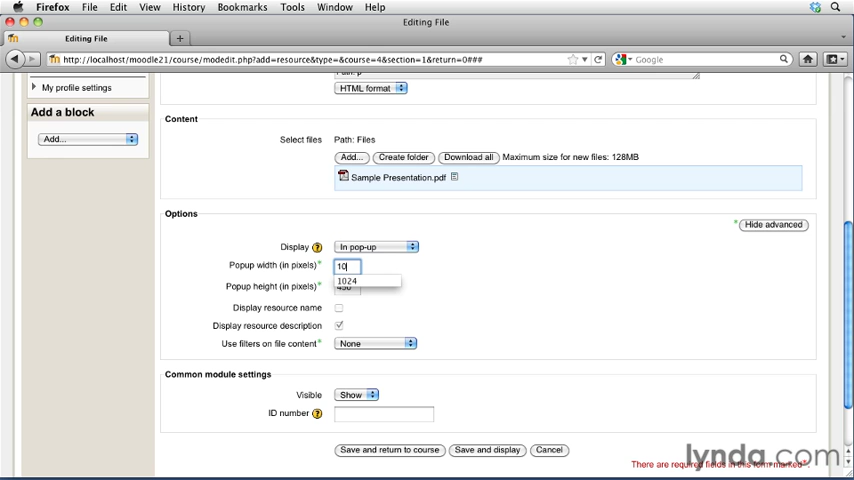 Firefox File Edit View History Bookmarks Tools Window Help
Editing File
Editing File
http://localhost/moodle21/course/modedit.php?add=resource&type=&course=4&section=1&return=0###
Google
My profile settings
Add a block
Add...
HTML format
Content
Select files Path: Files
Add... Create folder Download all Maximum size for new files: 128MB
Sample Presentation.pdf
Options
* Hide advanced
Display In pop-up
Popup width (in pixels)* 10
1024
Popup height (in pixels)* 450
Display resource name
Display resource description
Use filters on file content* None
Common module settings
Visible Show
ID number
Save and return to course Save and display Cancel
There are required fields in this form marked*.
lynda.com